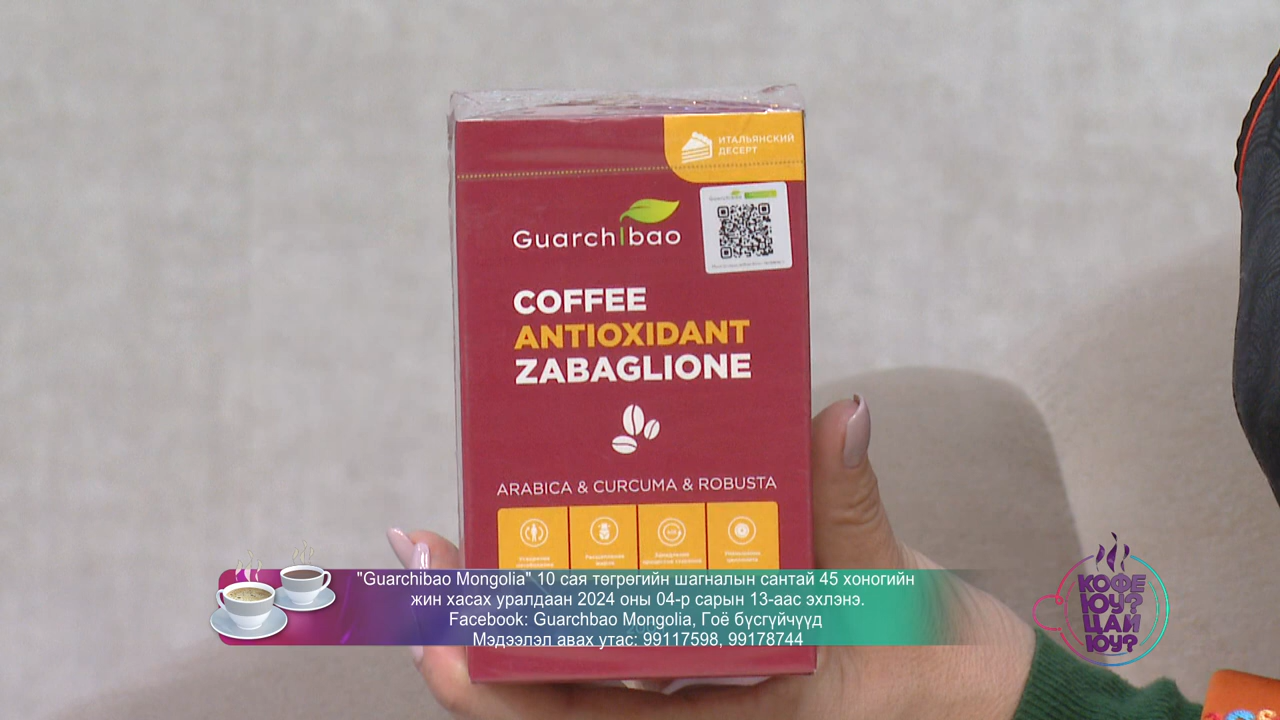 ИТАЛЬЯНСКИЙ
ДЕСЕРТ
Guarchibao
COFFEE
ANTIOXIDANT
ZABAGLIONE
ARABICA & CURCUMA & ROBUSTA
"Guarchibao Mongolia" 10 сая төгрөгийн шагналын сантай 45 хоногийн
жин хасах уралдаан 2024 оны 04-р сарын 13-аас эхлэнэ.
Facebook: Guarchbao Mongolia, Гоё бүсгүйчүүд
Мэдээлэл авах утас: 99117598, 99178744
КОФЕ
ЮУ?
ЦАЙ
ЮУ?